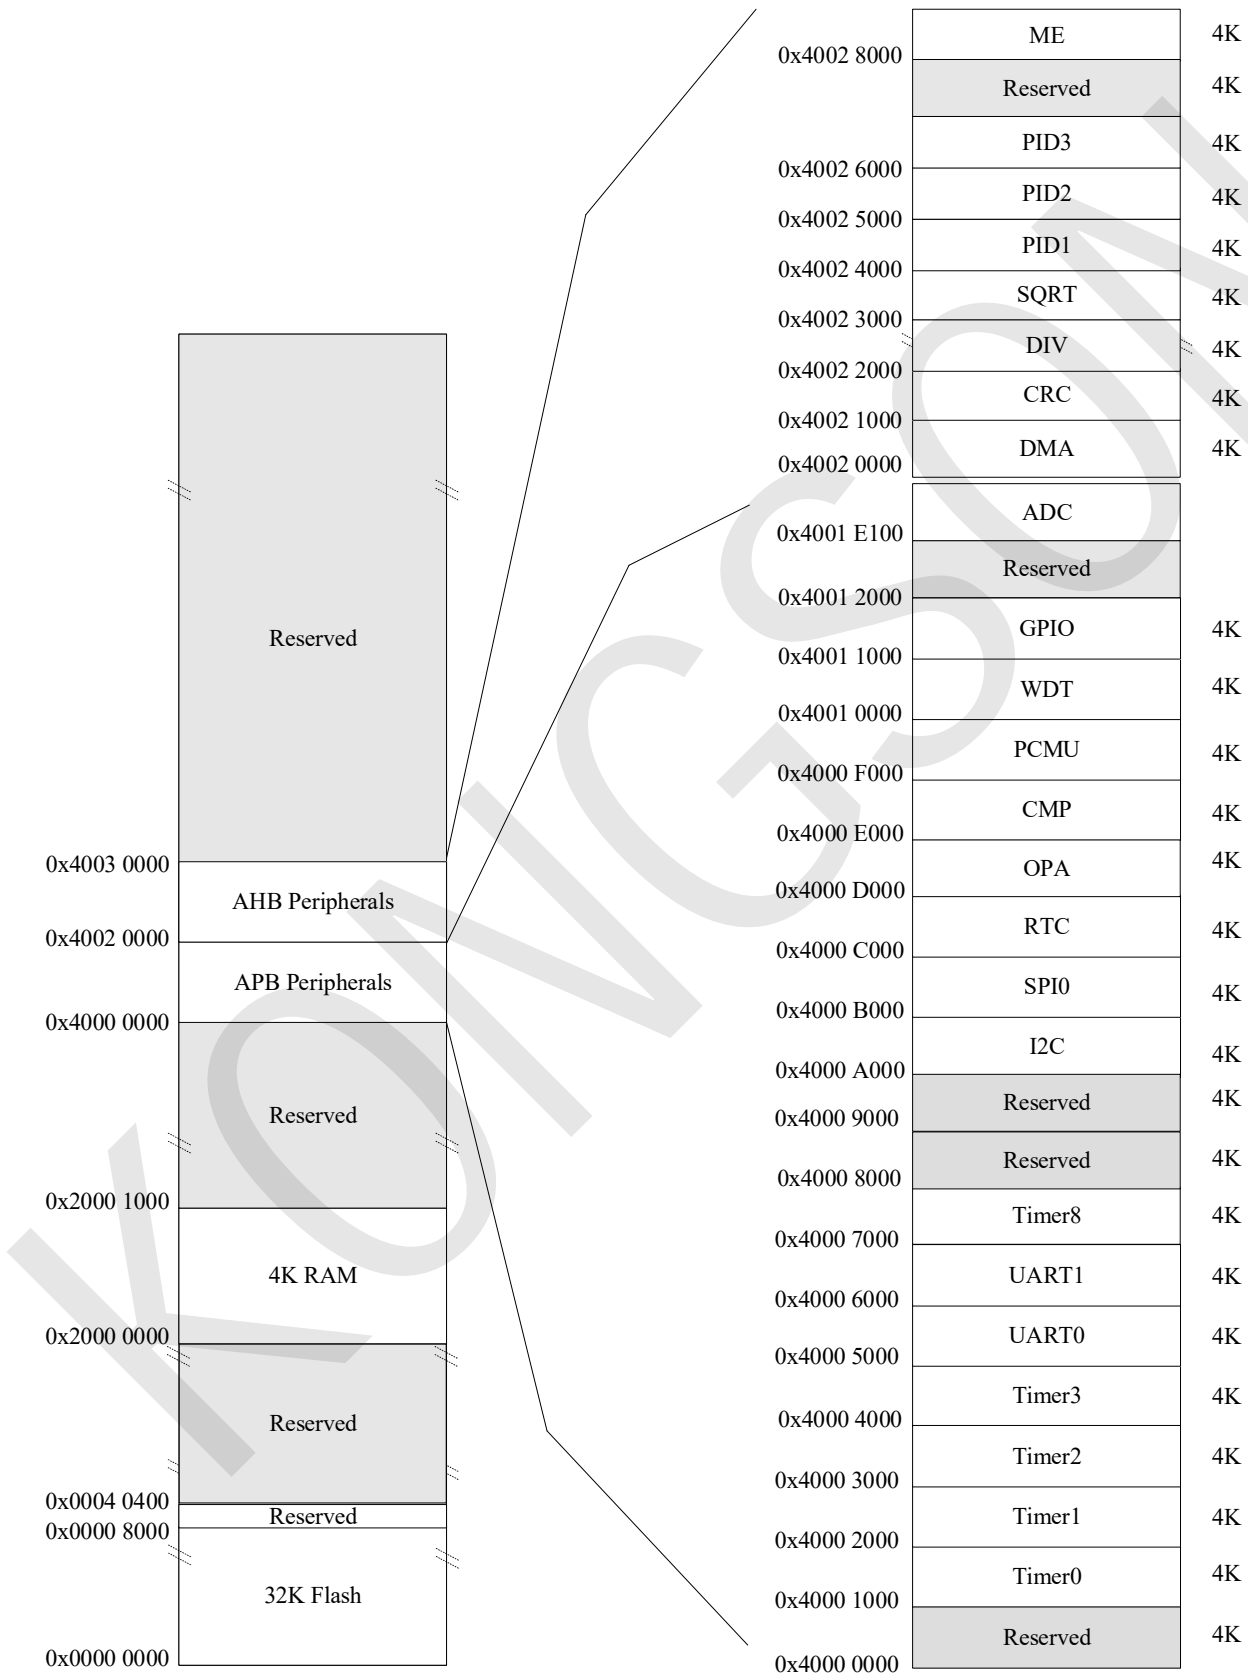 KONGSON
Reserved
0x4003 0000
AHB Peripherals
0x4002 0000
APB Peripherals
0x4000 0000
Reserved
0x2000 1000
4K RAM
0x2000 0000
Reserved
0x0004 0400
Reserved
0x0000 8000
32K Flash
0x0000 0000
ME 4K
0x4002 8000
Reserved 4K
PID3 4K
0x4002 6000
PID2 4K
0x4002 5000
PID1 4K
0x4002 4000
SQRT 4K
0x4002 3000
DIV 4K
0x4002 2000
CRC 4K
0x4002 1000
DMA 4K
0x4002 0000
ADC
0x4001 E100
Reserved
0x4001 2000
GPIO 4K
0x4001 1000
WDT 4K
0x4001 0000
PCMU 4K
0x4000 F000
CMP 4K
0x4000 E000
OPA 4K
0x4000 D000
RTC 4K
0x4000 C000
SPI0 4K
0x4000 B000
I2C 4K
0x4000 A000
Reserved 4K
0x4000 9000
Reserved 4K
0x4000 8000
Timer8 4K
0x4000 7000
UART1 4K
0x4000 6000
UART0 4K
0x4000 5000
Timer3 4K
0x4000 4000
Timer2 4K
0x4000 3000
Timer1 4K
0x4000 2000
Timer0 4K
0x4000 1000
Reserved 4K
0x4000 0000